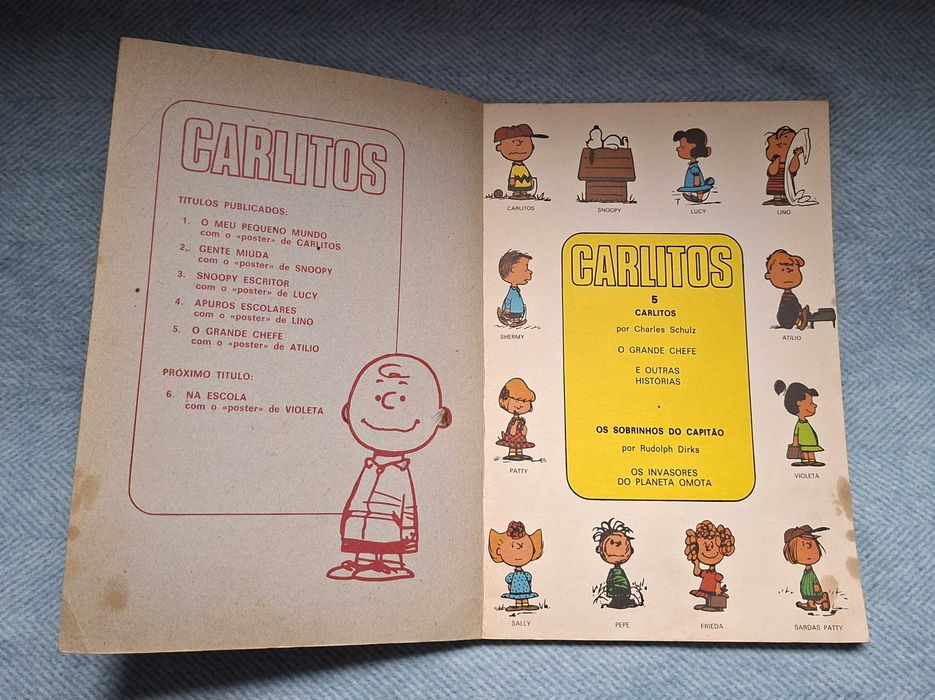 CARLITOS
TITULOS PUBLICADOS:
1. O MEU PEQUENO MUNDO
com o «poster» de CARLITOS
2. GENTE MIÚDA
com o «poster» de SNOOPY
3. SNOOPY ESCRITOR
com o «poster» de LUCY
4. APUROS ESCOLARES
com o «poster» de LINO
5. O GRANDE CHEFE
com o «poster» de ATILIO
PRÓXIMO TITULO:
6. NA ESCOLA
com o «poster» de VIOLETA
CARLITOS
SNOOPY
LUCY
LINO
SHERMY
ATILIO
CARLITOS
5
CARLITOS
por Charles Schulz
O GRANDE CHEFE
E OUTRAS
HISTÓRIAS
OS SOBRINHOS DO CAPITÃO
por Rudolph Dirks
OS INVASORES
DO PLANETA OMOTA
PATTY
VIOLETA
SALLY
PEPE
FRIEDA
SARDAS PATTY